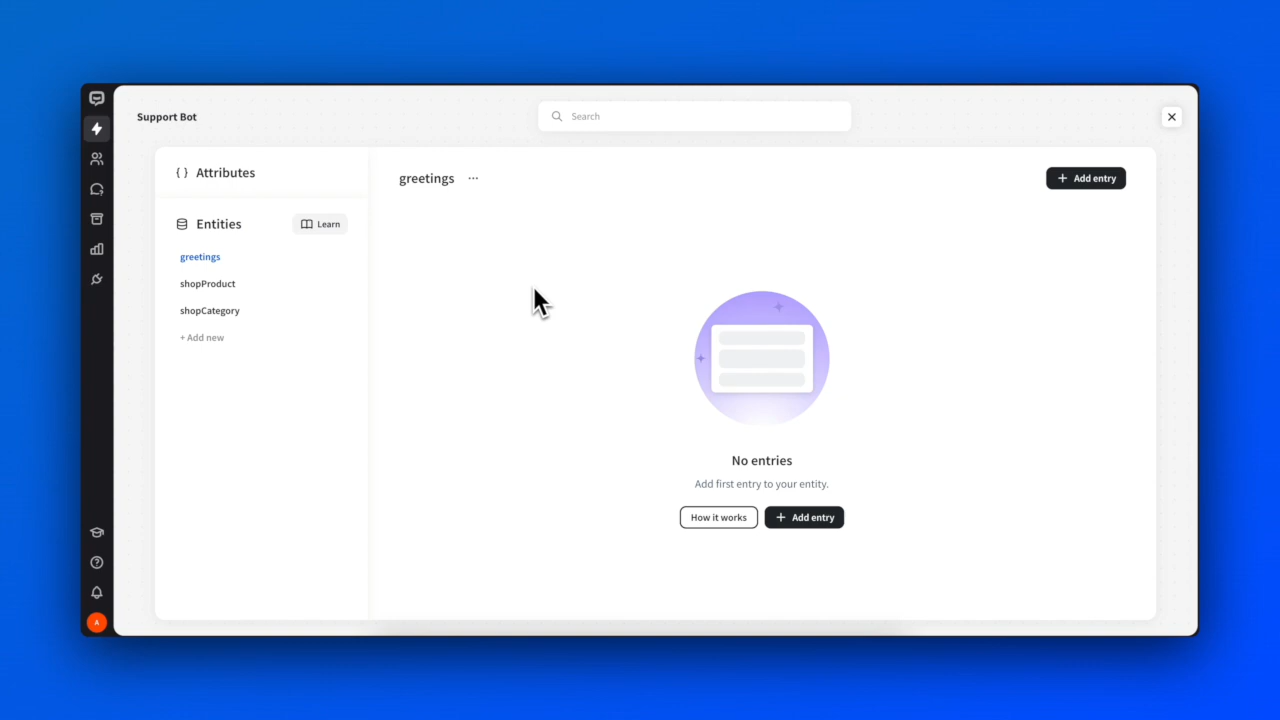 Support Bot
Search
{ } Attributes
Entities
Learn
greetings
shopProduct
shopCategory
+ Add new
greetings ...
+ Add entry
No entries
Add first entry to your entity.
How it works
+ Add entry
A